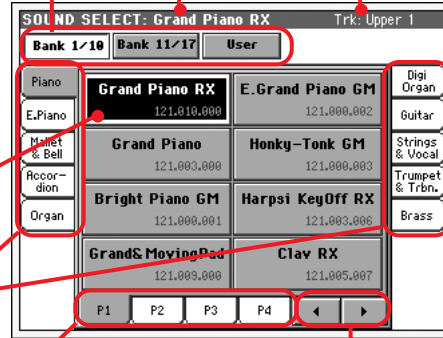 SOUND SELECT: Grand Piano RX Trk: Upper 1
Bank 1/10 Bank 11/17 User
Piano
E.Piano
Mallet
& Bell
Accor-
dion
Organ
Grand Piano RX
121.010.000
E.Grand Piano GM
121.000.002
Grand Piano
121.003.000
Honky-Tonk GM
121.000.003
Bright Piano GM
121.000.001
Harpsi KeyOff RX
121.003.006
Grand& MovingPad
121.009.000
Clav RX
121.005.007
Digi
Organ
Guitar
Strings
& Vocal
Trumpet
& Trbn.
Brass
P1 P2 P3 P4